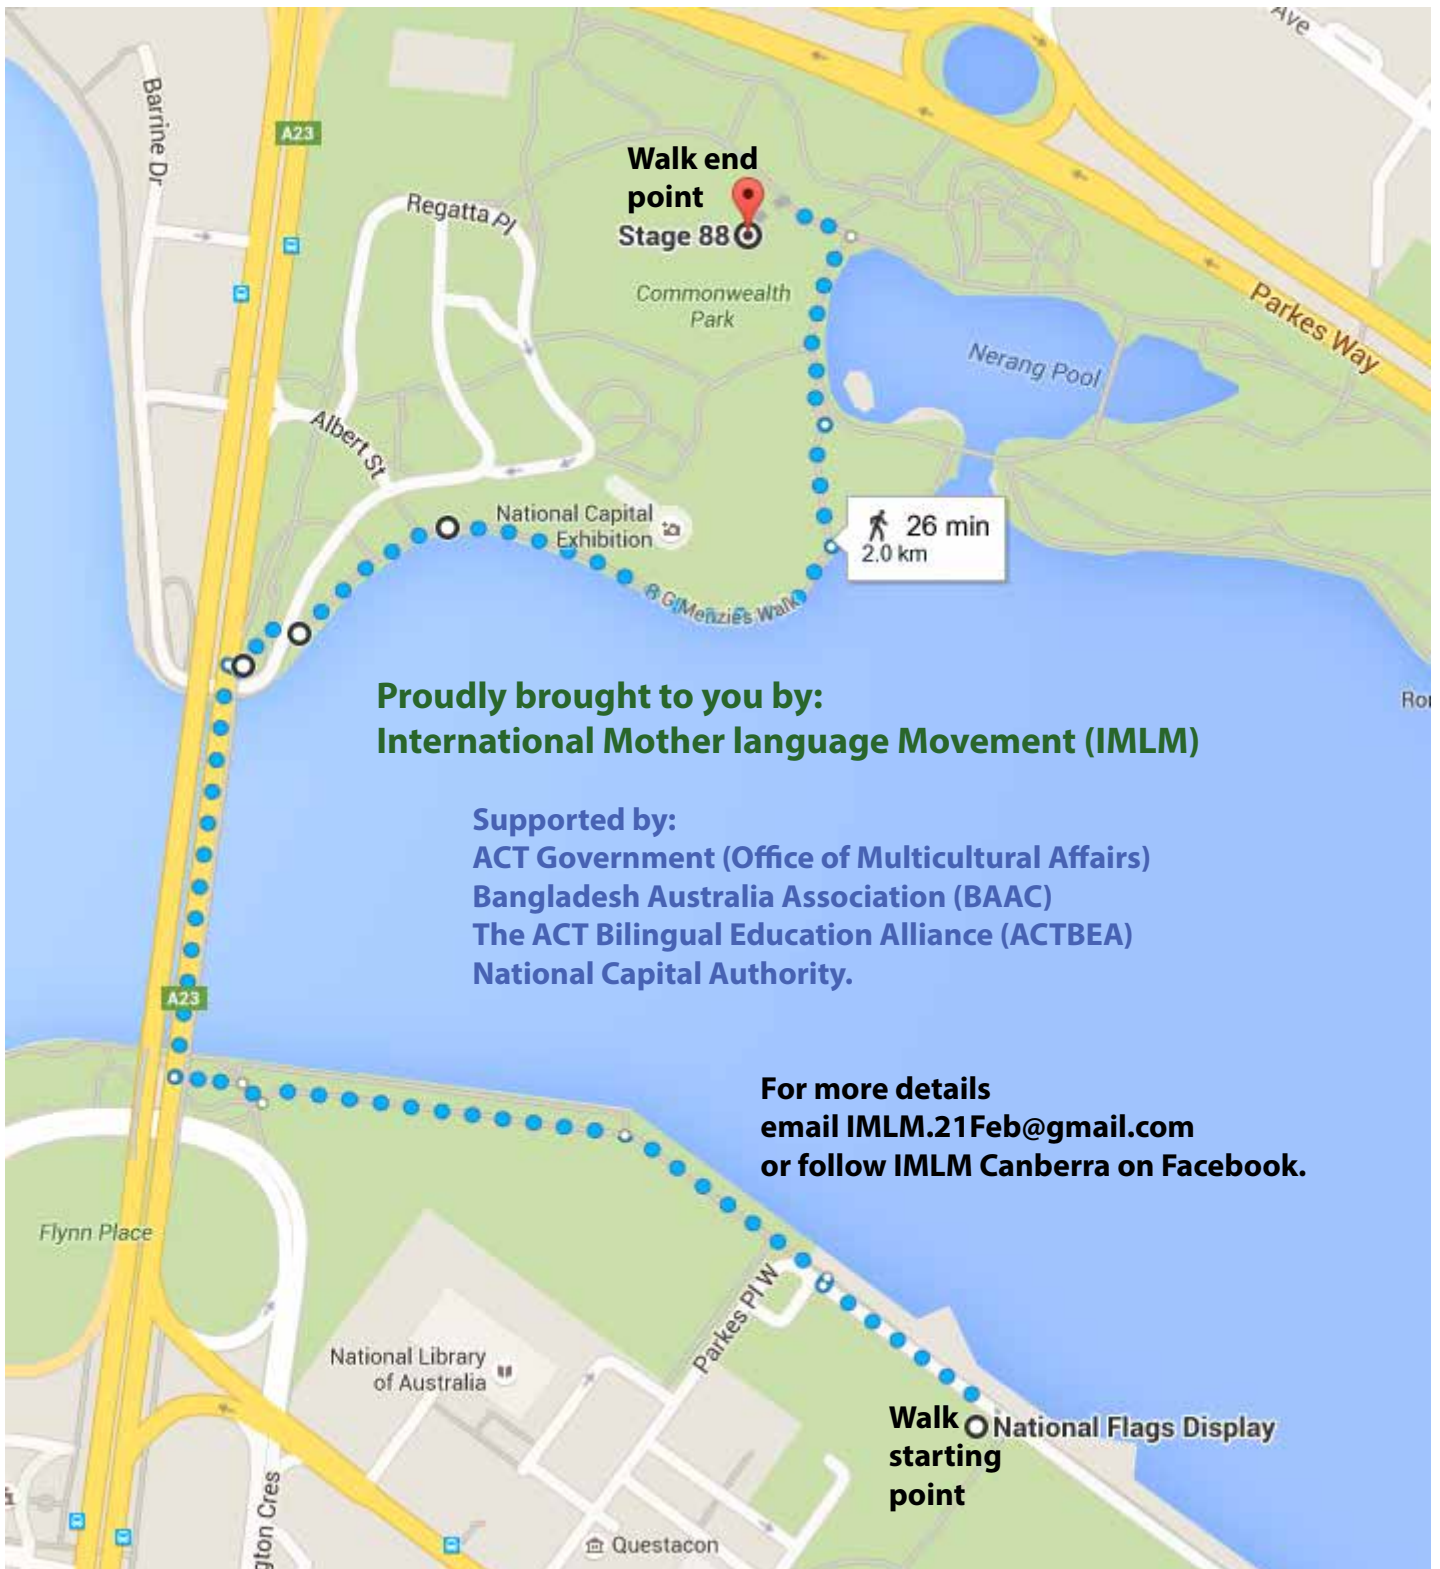 Ave
Barrine Dr
A23
Walk end
point
Regatta Pl
Stage 88
Commonwealth
Park
Parkes Way
Nerang Pool
Albert St
National Capital
Exhibition
26 min
2.0 km
R G Menzies Walk
Proudly brought to you by:
International Mother language Movement (IMLM)
Supported by:
ACT Government (Office of Multicultural Affairs)
Bangladesh Australia Association (BAAC)
The ACT Bilingual Education Alliance (ACTBEA)
National Capital Authority.
A23
For more details
email IMLM.21Feb@gmail.com
or follow IMLM Canberra on Facebook.
Flynn Place
Parkes Pl W
National Library
of Australia
Walk
starting
point
National Flags Display
gton Cres
Questacon